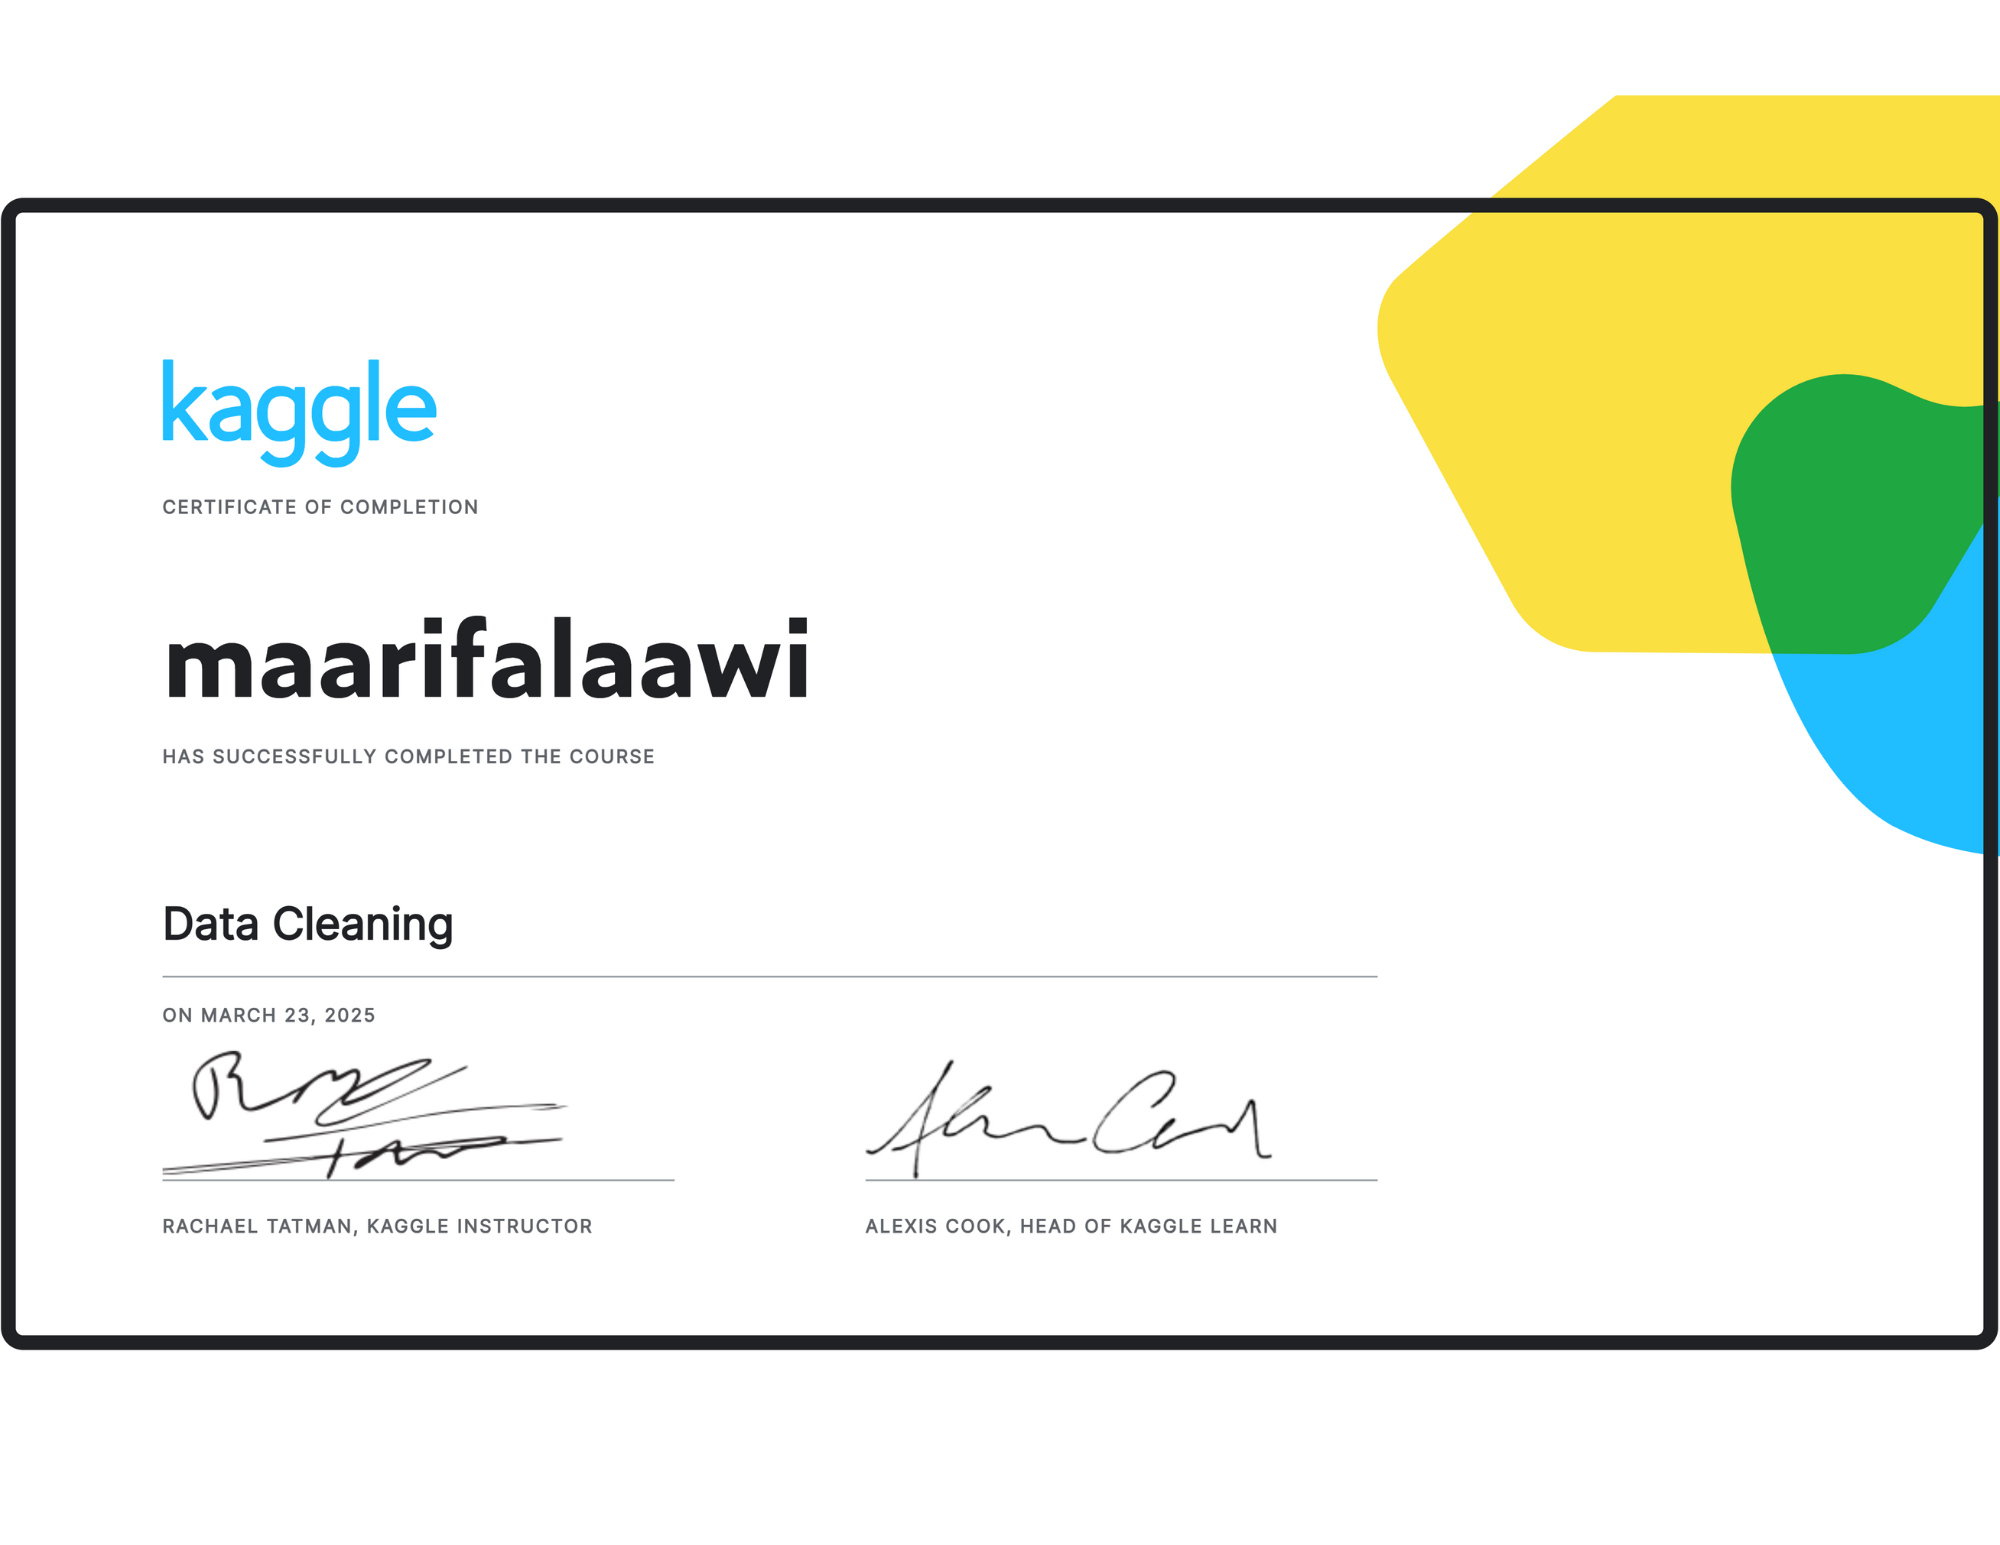 kaggle
CERTIFICATE OF COMPLETION
maarifalaawi
HAS SUCCESSFULLY COMPLETED THE COURSE
Data Cleaning
ON MARCH 23, 2025
RACHAEL TATMAN, KAGGLE INSTRUCTOR
ALEXIS COOK, HEAD OF KAGGLE LEARN